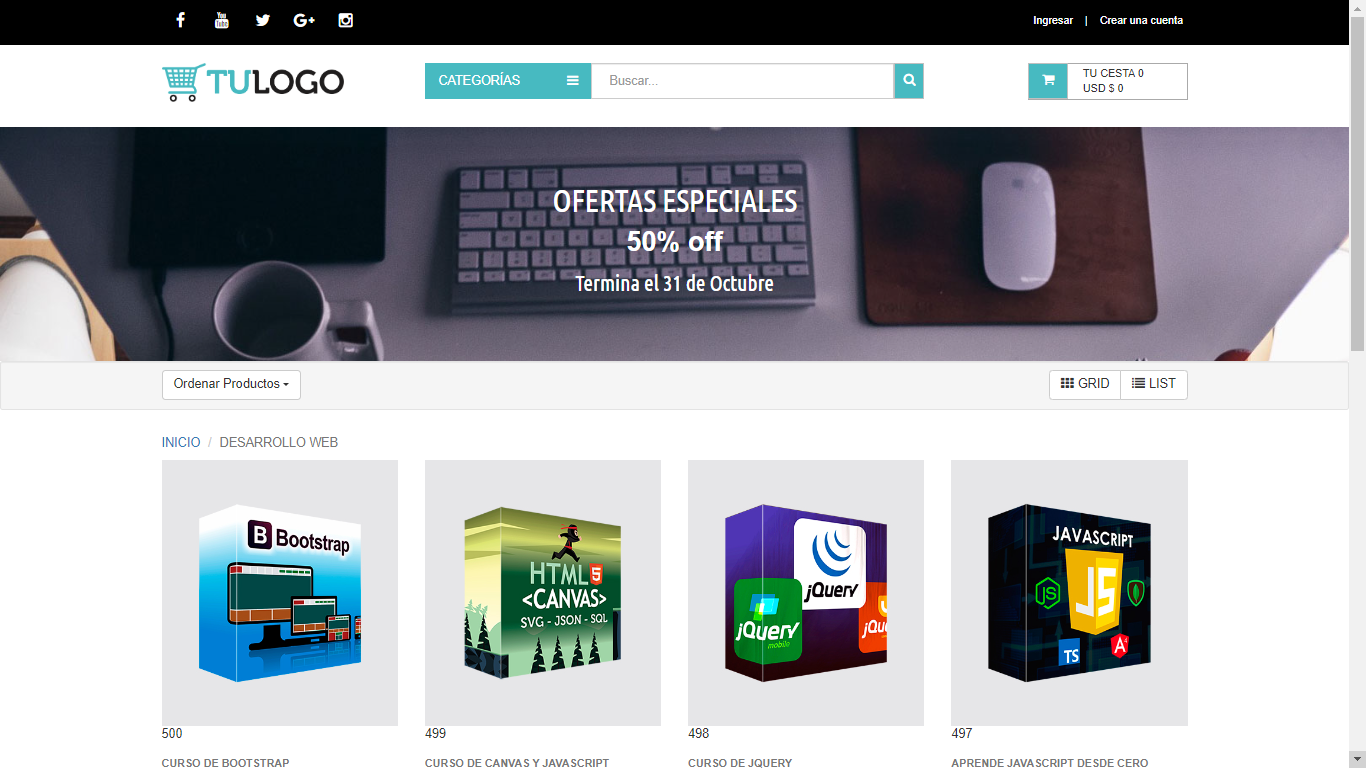 Ingresar | Crear una cuenta
TULOGO
CATEGORÍAS
Buscar...
TU CESTA 0
USD $ 0
OFERTAS ESPECIALES
50% off
Termina el 31 de Octubre
Ordenar Productos
GRID
LIST
INICIO / DESARROLLO WEB
B Bootstrap
HTML 5
<CANVAS>
SVG - JSON - SQL
jQuery
jQuery
mobile
jQu
JAVASCRIPT
JS
JS
TS
A
500
499
498
497
CURSO DE BOOTSTRAP
CURSO DE CANVAS Y JAVASCRIPT
CURSO DE JQUERY
APRENDE JAVASCRIPT DESDE CERO